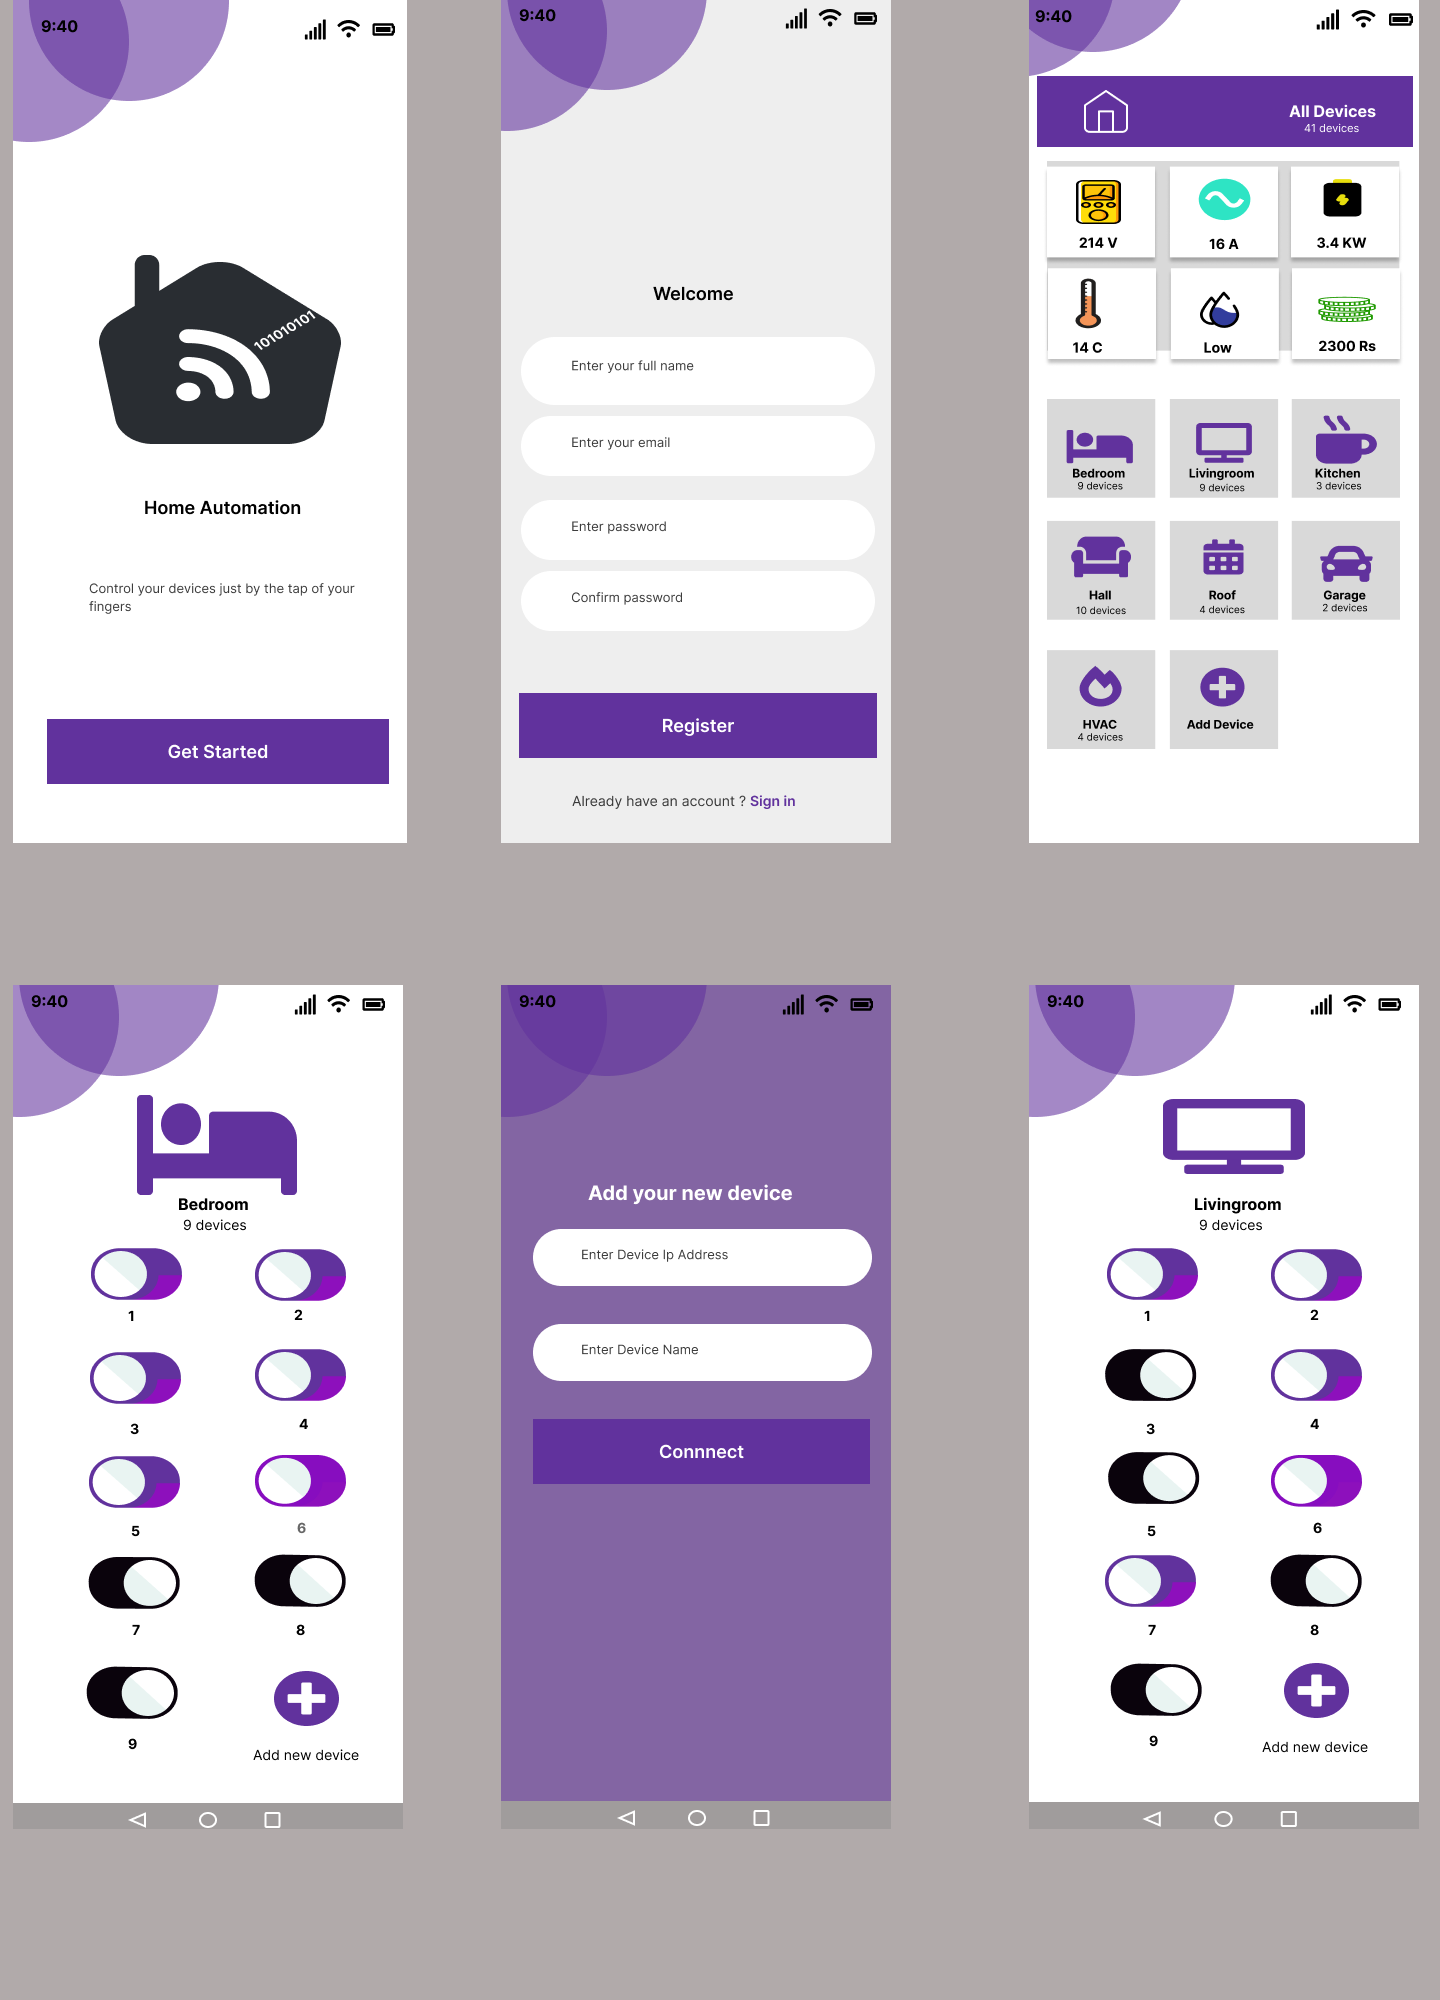 9:40
101010101
Home Automation
Control your devices just by the tap of your
fingers
Get Started
9:40
Welcome
Enter your full name
Enter your email
Enter password
Confirm password
Register
Already have an account ? Sign in
9:40
All Devices
41 devices
214 V
16 A
3.4 KW
14 C
Low
2300 Rs
Bedroom
9 devices
Livingroom
9 devices
Kitchen
3 devices
Hall
10 devices
Roof
4 devices
Garage
2 devices
HVAC
4 devices
Add Device
9:40
Bedroom
9 devices
1
2
3
4
5
6
7
8
9
Add new device
9:40
Add your new device
Enter Device Ip Address
Enter Device Name
Connnect
9:40
Livingroom
9 devices
1
2
3
4
5
6
7
8
9
Add new device